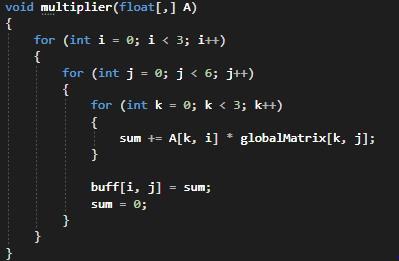 void multiplier(float[,] A)
{
    for (int i = 0; i < 3; i++)
    {
        for (int j = 0; j < 6; j++)
        {
            for (int k = 0; k < 3; k++)
            {
                sum += A[k, i] * globalMatrix[k, j];
            }

            buff[i, j] = sum;
            sum = 0;
        }
    }
}